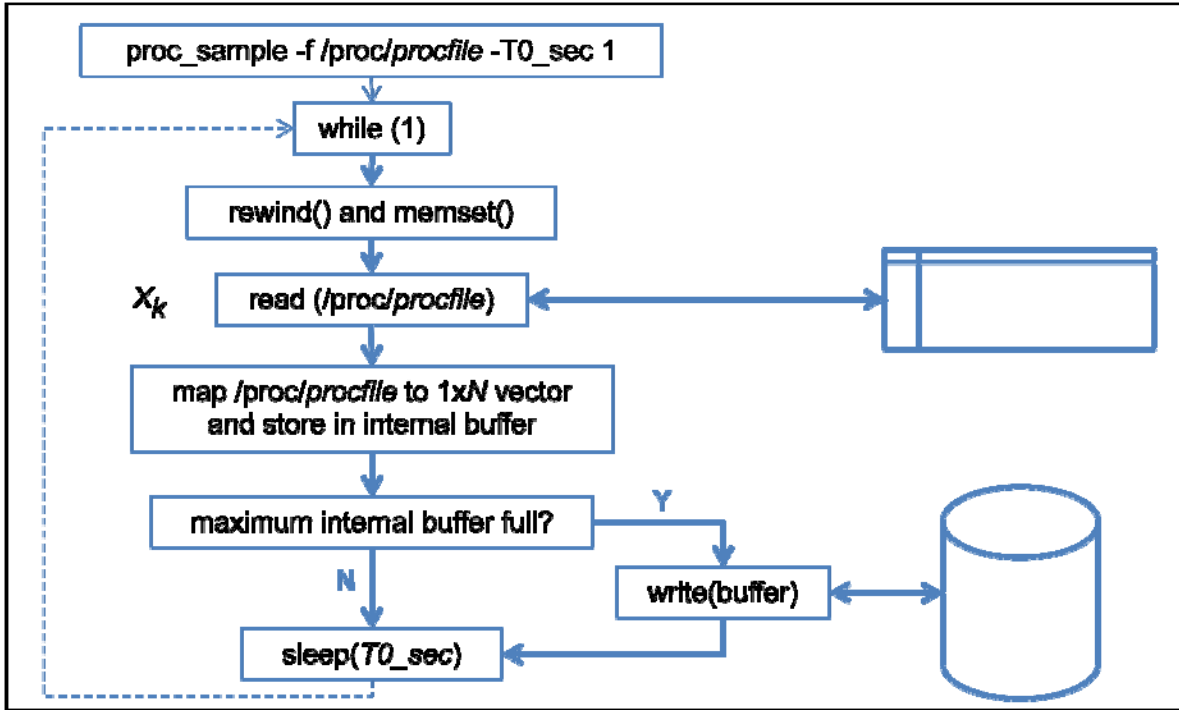 proc_sample -f /proc/procfile -T0_sec 1
while (1)
rewind() and memset()
X_k
read (/proc/procfile)
map /proc/procfile to 1xN vector
and store in internal buffer
maximum internal buffer full?
Y
N
write(buffer)
sleep(T0_sec)